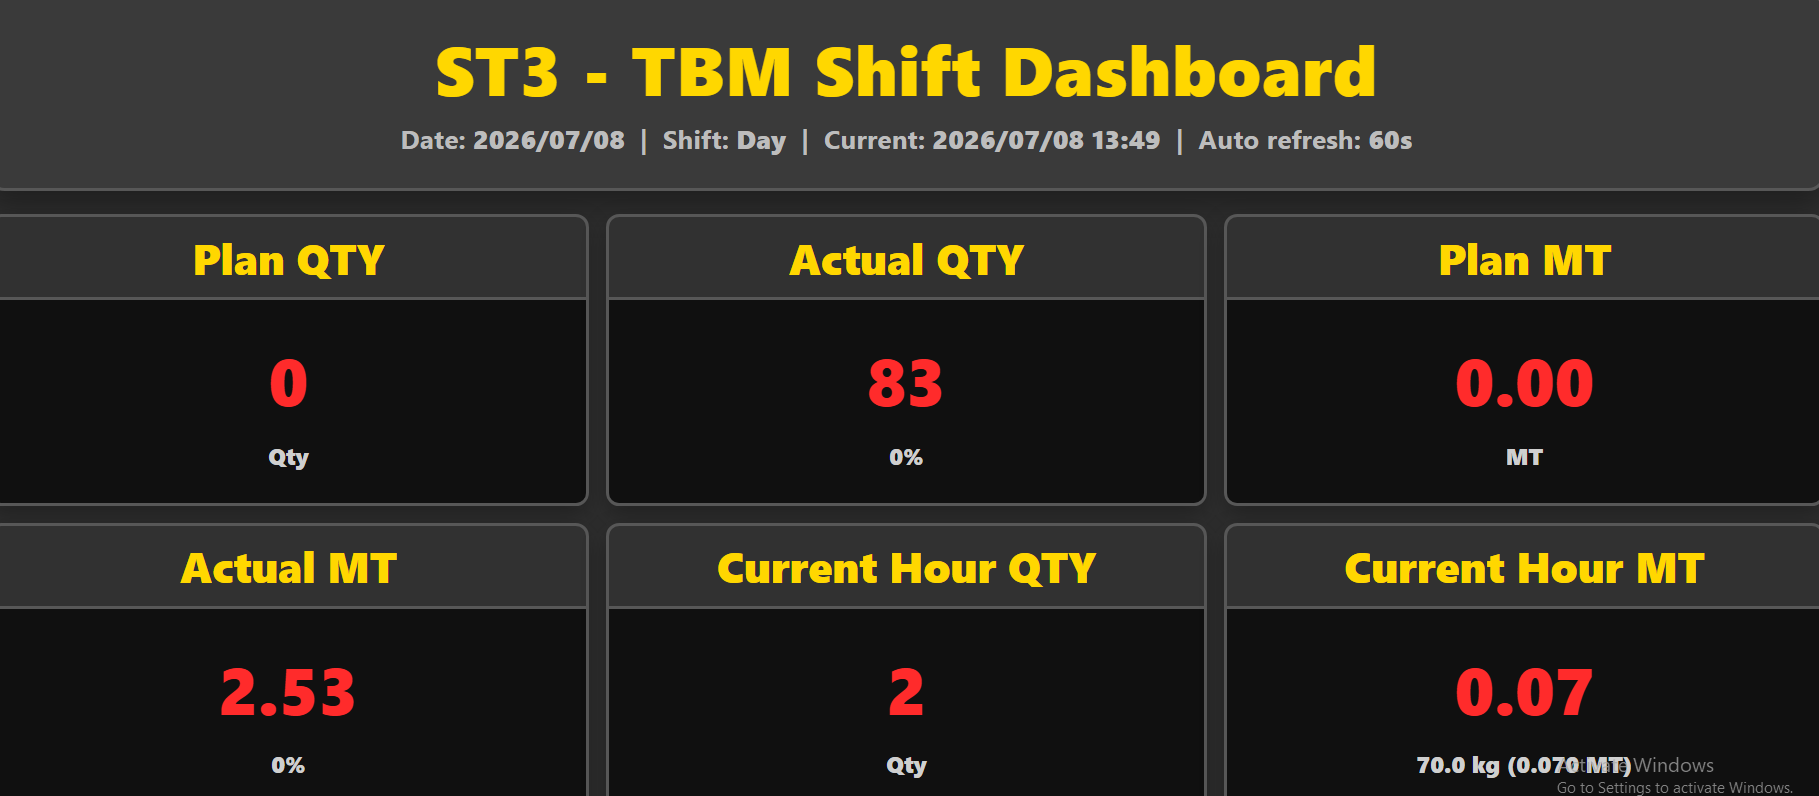 ST3 - TBM Shift Dashboard
Date: 2026/07/08 | Shift: Day | Current: 2026/07/08 13:49 | Auto refresh: 60s
Plan QTY
0
Qty
Actual QTY
83
0%
Plan MT
0.00
MT
Actual MT
2.53
0%
Current Hour QTY
2
Qty
Current Hour MT
0.07
70.0 kg (0.070 MT)
Activate Windows
Go to Settings to activate Windows.